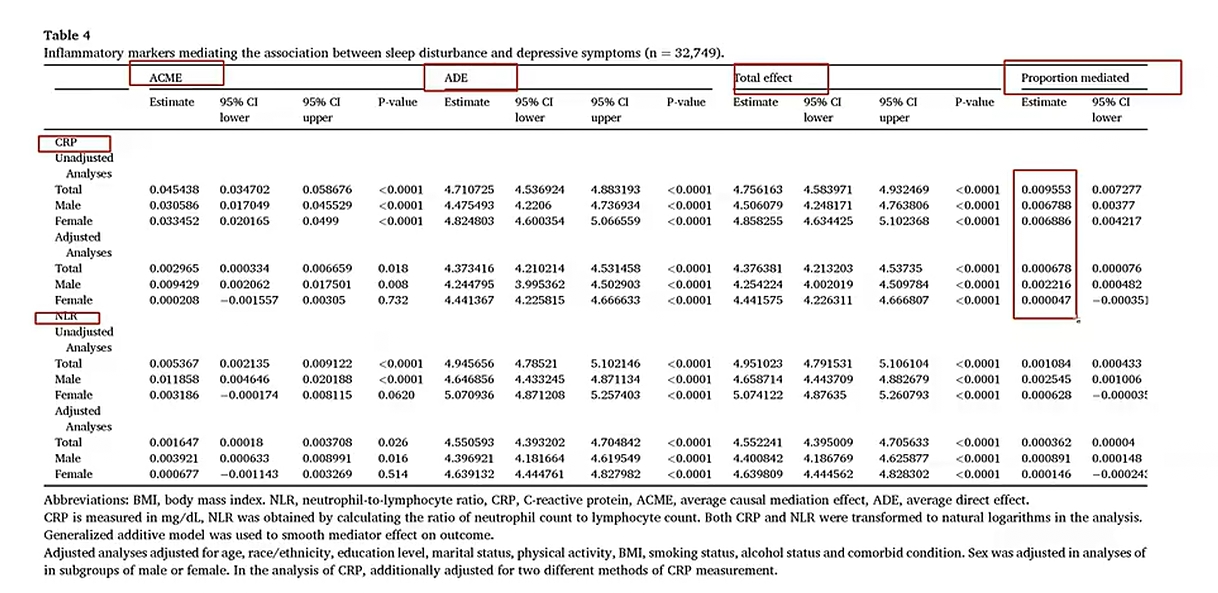 Table 4
Inflammatory markers mediating the association between sleep disturbance and depressive symptoms (n = 32,749).
ACME ADE Total effect Proportion mediated
Estimate 95% CI lower 95% CI upper P-value Estimate 95% CI lower 95% CI upper P-value Estimate 95% CI lower 95% CI upper P-value Estimate 95% CI lower
CRP
Unadjusted
Analyses
Total 0.045438 0.034702 0.058676 <0.0001 4.710725 4.536924 4.883193 <0.0001 4.756163 4.583971 4.932469 <0.0001 0.009553 0.007277
Male 0.030586 0.017049 0.045529 <0.0001 4.475493 4.2206 4.736934 <0.0001 4.506079 4.248171 4.763806 <0.0001 0.006788 0.00377
Female 0.033452 0.020165 0.0499 <0.0001 4.824803 4.600354 5.066559 <0.0001 4.858255 4.634425 5.102368 <0.0001 0.006886 0.004217
Adjusted
Analyses
Total 0.002965 0.000334 0.006659 0.018 4.373416 4.210214 4.531458 <0.0001 4.376381 4.213203 4.53735 <0.0001 0.000678 0.000076
Male 0.009429 0.002062 0.017501 0.008 4.244795 3.995362 4.502903 <0.0001 4.254224 4.002019 4.509784 <0.0001 0.002216 0.000482
Female 0.000208 −0.001557 0.00305 0.732 4.441367 4.225815 4.666633 <0.0001 4.441575 4.226311 4.666807 <0.0001 0.000047 −0.000351
NLR
Unadjusted
Analyses
Total 0.005367 0.002135 0.009122 <0.0001 4.945656 4.78521 5.102146 <0.0001 4.951023 4.791531 5.106104 <0.0001 0.001084 0.000433
Male 0.011858 0.004646 0.020188 <0.0001 4.646856 4.433245 4.871134 <0.0001 4.658714 4.443709 4.882679 <0.0001 0.002545 0.001006
Female 0.003186 −0.000174 0.008115 0.0620 5.070936 4.871208 5.257403 <0.0001 5.074122 4.87635 5.260793 <0.0001 0.000628 −0.000035
Adjusted
Analyses
Total 0.001647 0.00018 0.003708 0.026 4.550593 4.393202 4.704842 <0.0001 4.552241 4.395009 4.705633 <0.0001 0.000362 0.00004
Male 0.003921 0.000633 0.008991 0.016 4.396921 4.181664 4.619549 <0.0001 4.400842 4.186769 4.625877 <0.0001 0.000891 0.000148
Female 0.000677 −0.001143 0.003269 0.514 4.639132 4.444761 4.827982 <0.0001 4.639809 4.444562 4.828302 <0.0001 0.000146 −0.000243
Abbreviations: BMI, body mass index. NLR, neutrophil-to-lymphocyte ratio, CRP, C-reactive protein, ACME, average causal mediation effect, ADE, average direct effect.
CRP is measured in mg/dL, NLR was obtained by calculating the ratio of neutrophil count to lymphocyte count. Both CRP and NLR were transformed to natural logarithms in the analysis.
Generalized additive model was used to smooth mediator effect on outcome.
Adjusted analyses adjusted for age, race/ethnicity, education level, marital status, physical activity, BMI, smoking status, alcohol status and comorbid condition. Sex was adjusted in analyses of
in subgroups of male or female. In the analysis of CRP, additionally adjusted for two different methods of CRP measurement.